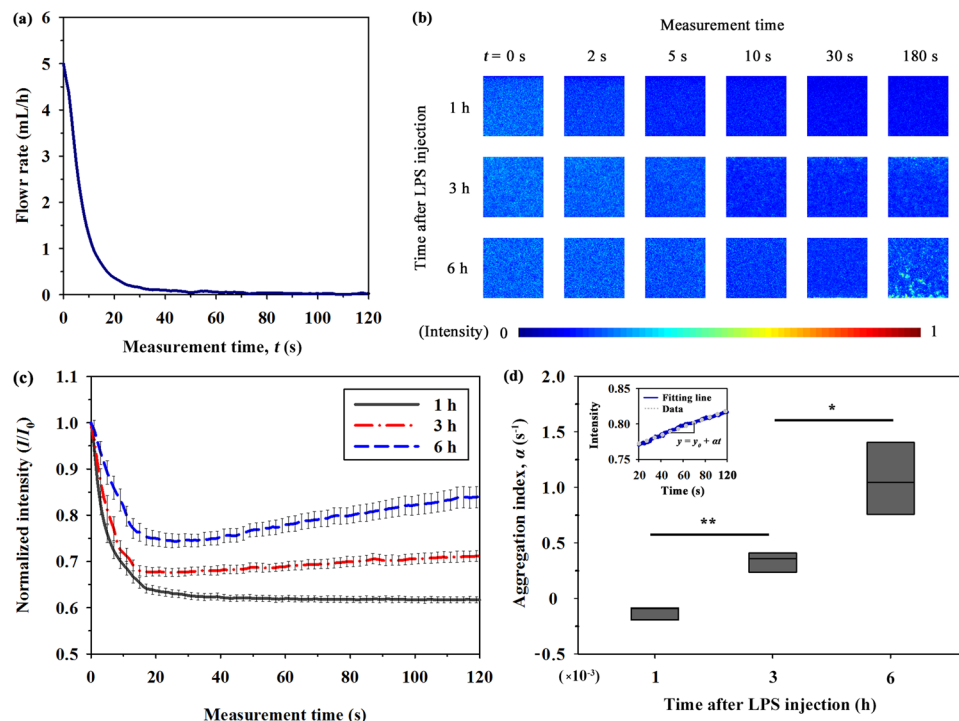 (a)
6
5
4
3
2
1
0
Flowr rate (mL/h)
0 20 40 60 80 100 120
Measurement time, t (s)
(b)
Measurement time
t = 0 s 2 s 5 s 10 s 30 s 180 s
Time after LPS injection
1 h
3 h
6 h
(Intensity) 0 1
(c)
1.1
1.0
0.9
0.8
0.7
0.6
0.5
Normalized intensity (I/I₀)
1 h
3 h
6 h
0 20 40 60 80 100 120
Measurement time (s)
(d)
2.0
1.5
1.0
0.5
0
-0.5
(×10⁻³)
Aggregation index, α (s⁻¹)
0.85
0.80
0.75
Intensity
Fitting line
Data
y = y₀ + αt
20 40 60 80 100 120
Time (s)
**
*
1 3 6
Time after LPS injection (h)